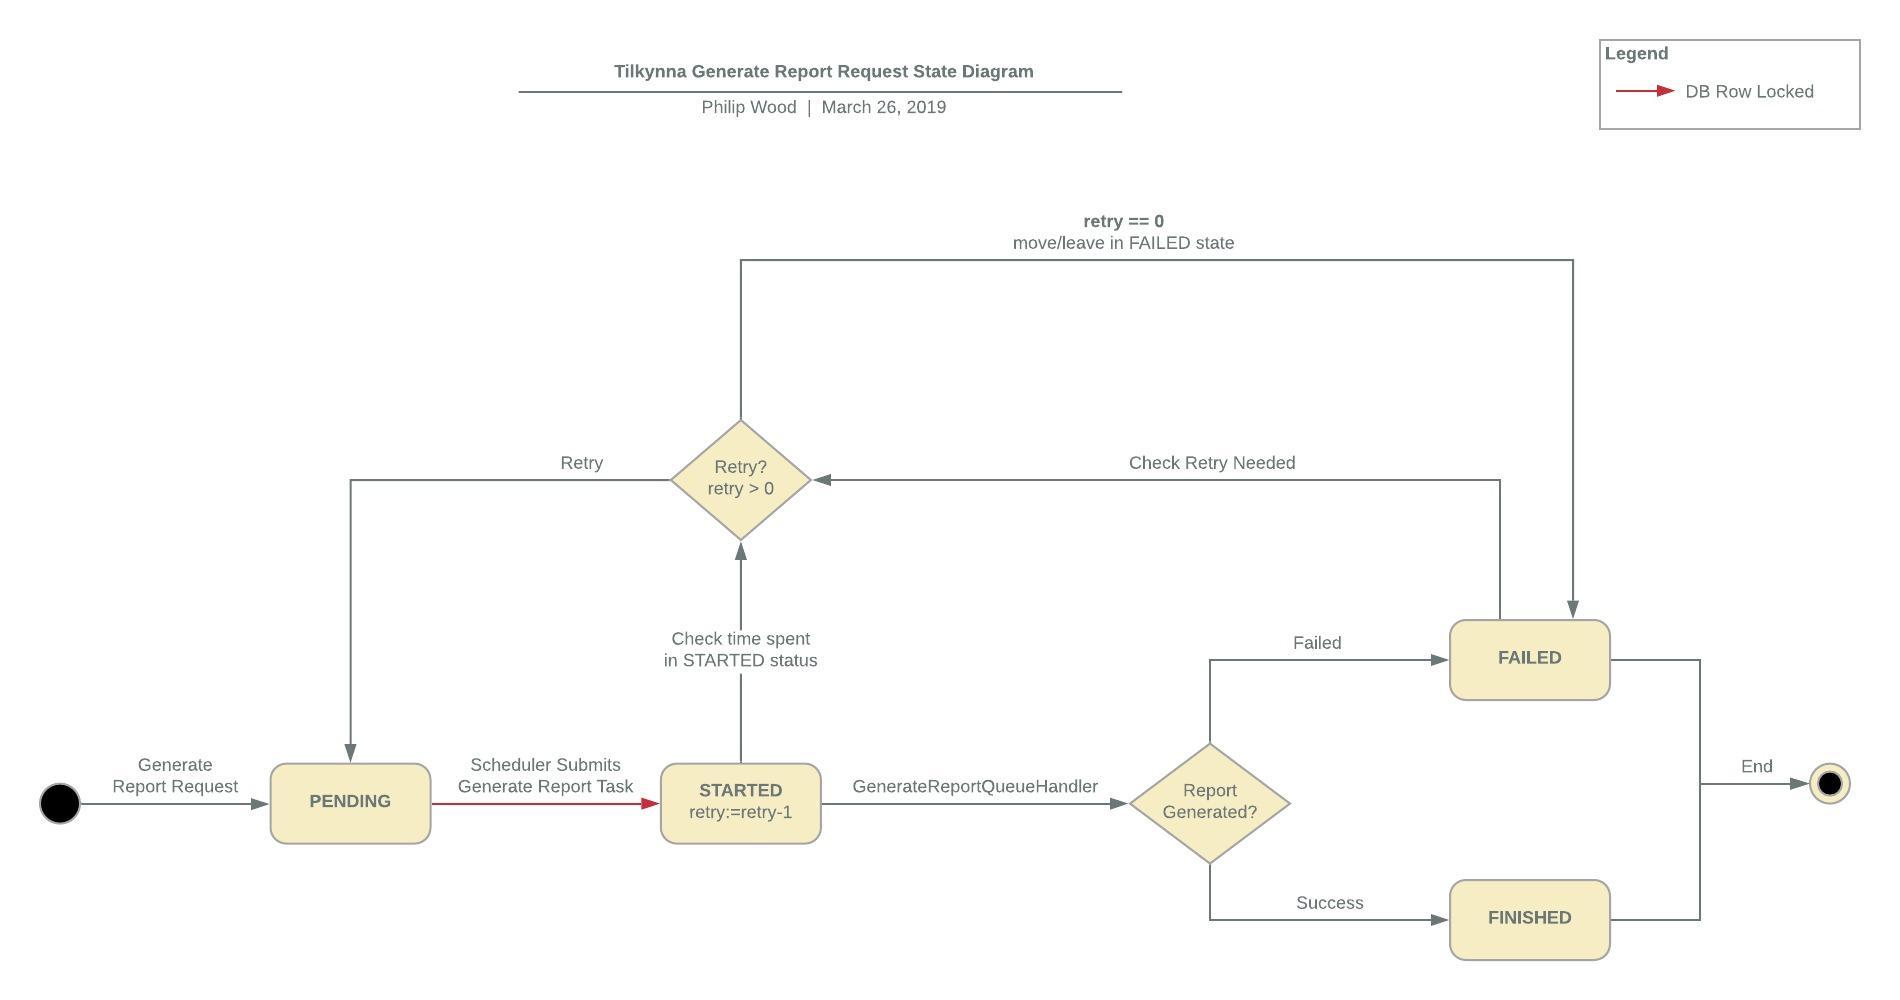 Tilkynna Generate Report Request State Diagram
Philip Wood | March 26, 2019
Legend
DB Row Locked
retry == 0
move/leave in FAILED state
Retry
Retry?
retry > 0
Check Retry Needed
Check time spent
in STARTED status
Failed
FAILED
Generate
Report Request
PENDING
Scheduler Submits
Generate Report Task
STARTED
retry:=retry-1
GenerateReportQueueHandler
Report
Generated?
End
Success
FINISHED